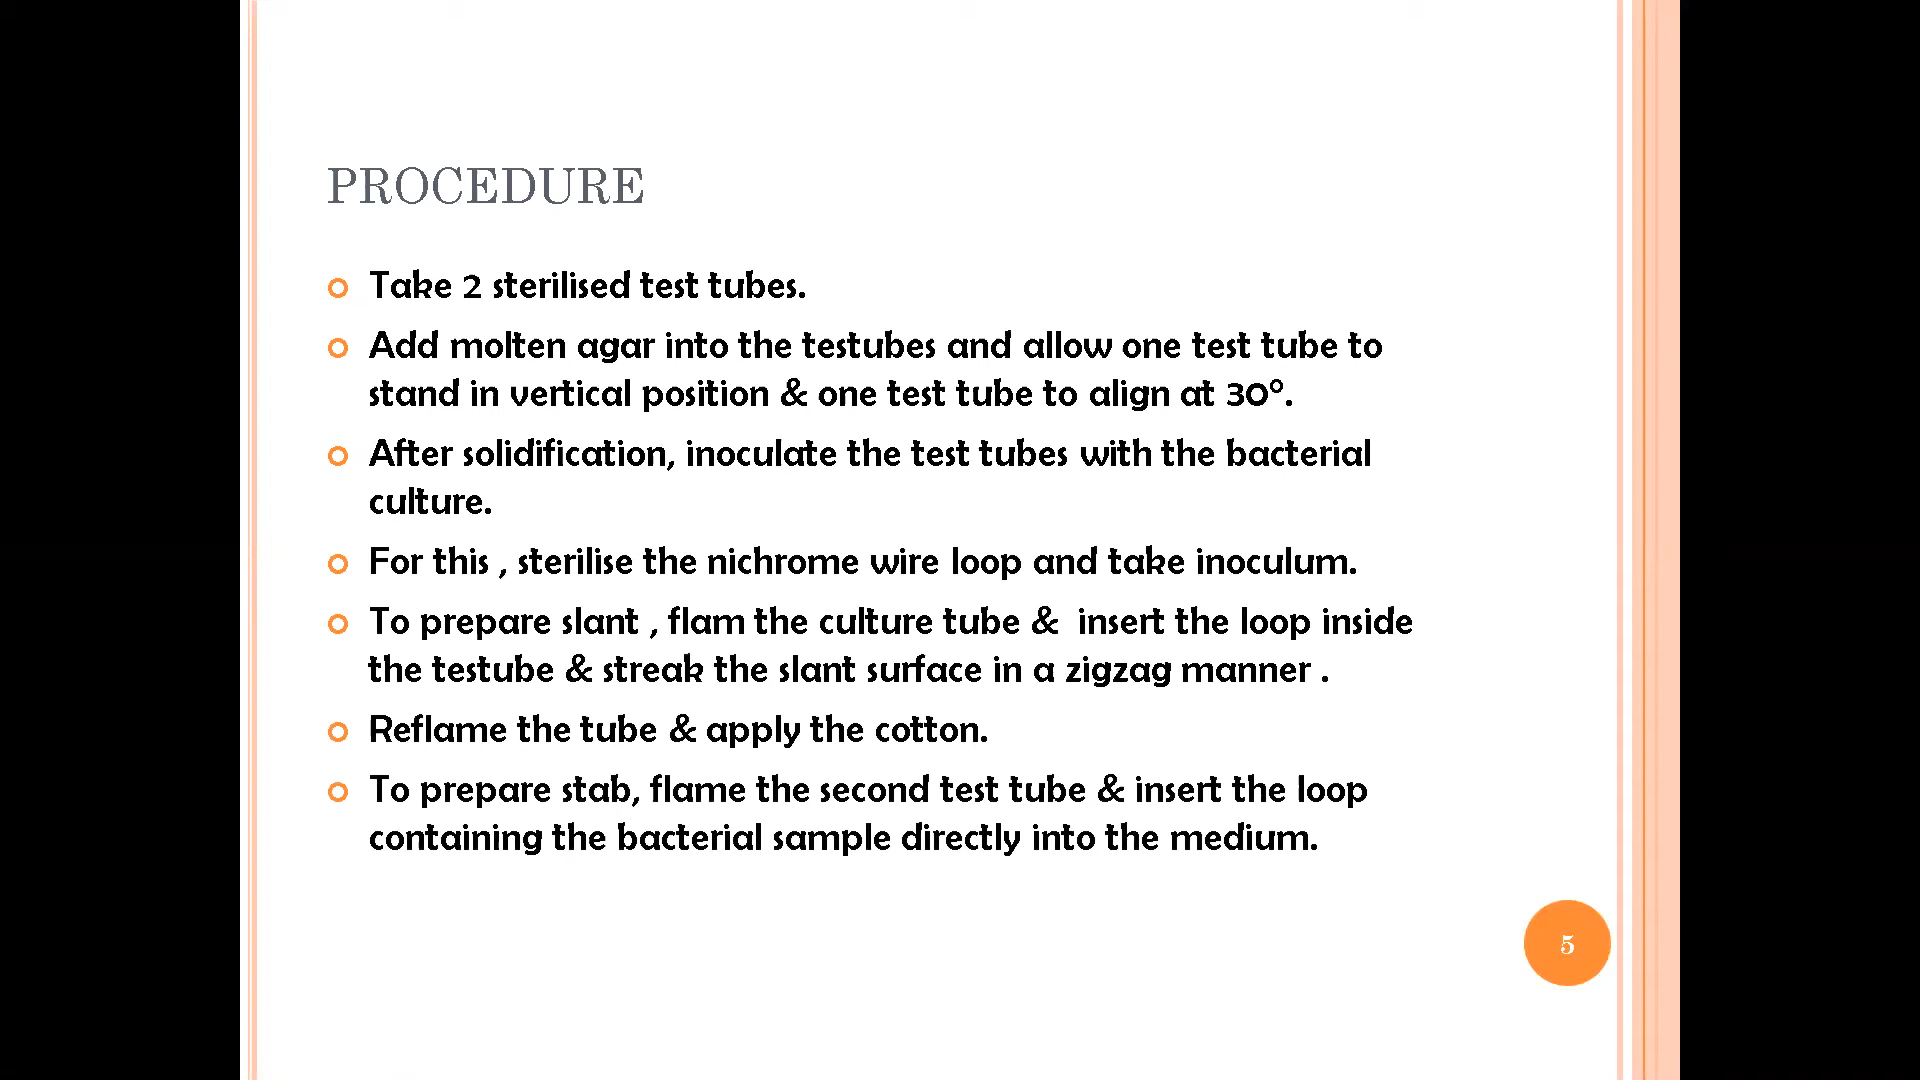 PROCEDURE
Take 2 sterilised test tubes.
Add molten agar into the testubes and allow one test tube to
stand in vertical position & one test tube to align at 30°.
After solidification, inoculate the test tubes with the bacterial
culture.
For this , sterilise the nichrome wire loop and take inoculum.
To prepare slant , flam the culture tube &  insert the loop inside
the testube & streak the slant surface in a zigzag manner .
Reflame the tube & apply the cotton.
To prepare stab, flame the second test tube & insert the loop
containing the bacterial sample directly into the medium.
5